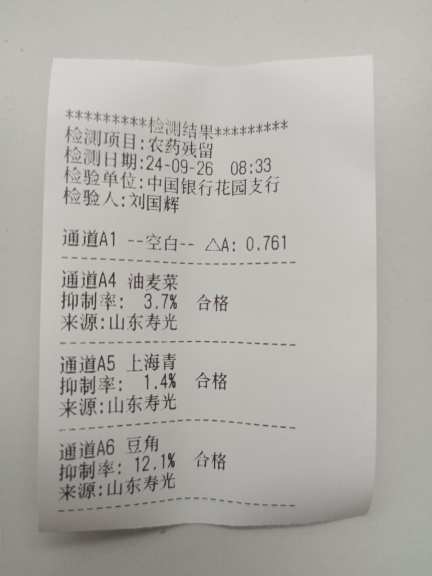 *********检测结果*********
检测项目:农药残留
检测日期:24-09-26 08:33
检验单位:中国银行花园支行
检验人:刘国辉
通道A1 --空白-- △A: 0.761
通道A4 油麦菜
抑制率: 3.7% 合格
来源:山东寿光
通道A5 上海青
抑制率: 1.4% 合格
来源:山东寿光
通道A6 豆角
抑制率: 12.1% 合格
来源:山东寿光